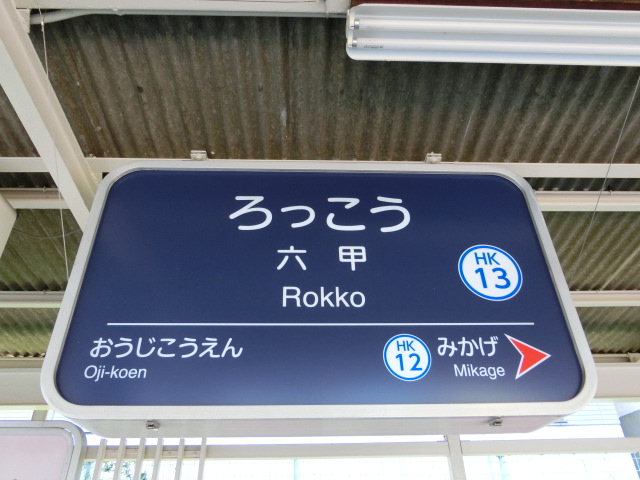 ろっこう
六甲
Rokko
HK
13
おうじこうえん
Oji-koen
HK
12
みかげ
Mikage